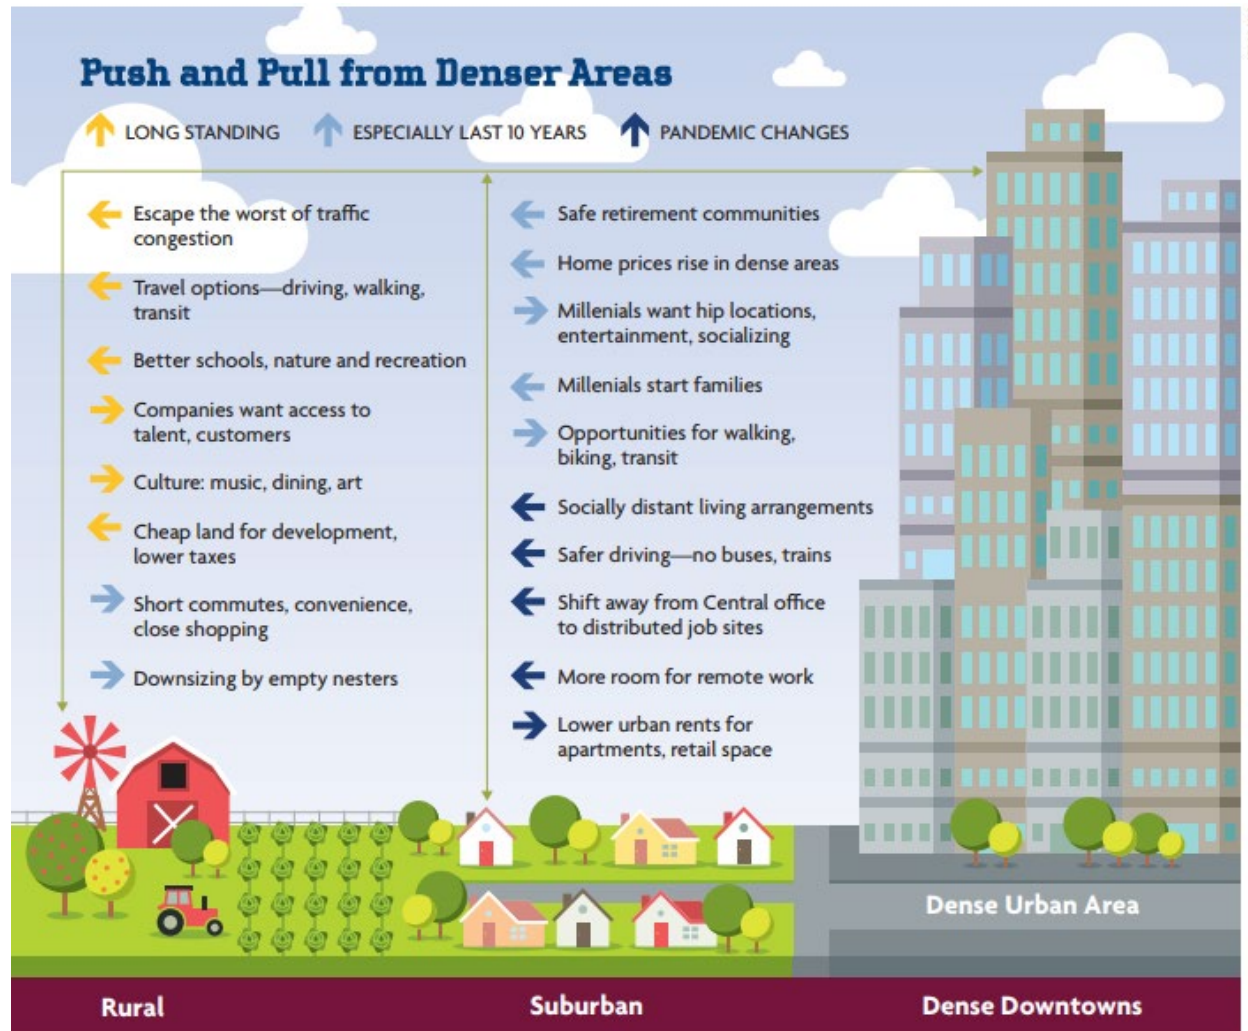 Push and Pull from Denser Areas
LONG STANDING
ESPECIALLY LAST 10 YEARS
PANDEMIC CHANGES
Escape the worst of traffic
congestion
Travel options—driving, walking,
transit
Better schools, nature and recreation
Companies want access to
talent, customers
Culture: music, dining, art
Cheap land for development,
lower taxes
Short commutes, convenience,
close shopping
Downsizing by empty nesters
Safe retirement communities
Home prices rise in dense areas
Millenials want hip locations,
entertainment, socializing
Millenials start families
Opportunities for walking,
biking, transit
Socially distant living arrangements
Safer driving—no buses, trains
Shift away from Central office
to distributed job sites
More room for remote work
Lower urban rents for
apartments, retail space
Dense Urban Area
Rural
Suburban
Dense Downtowns